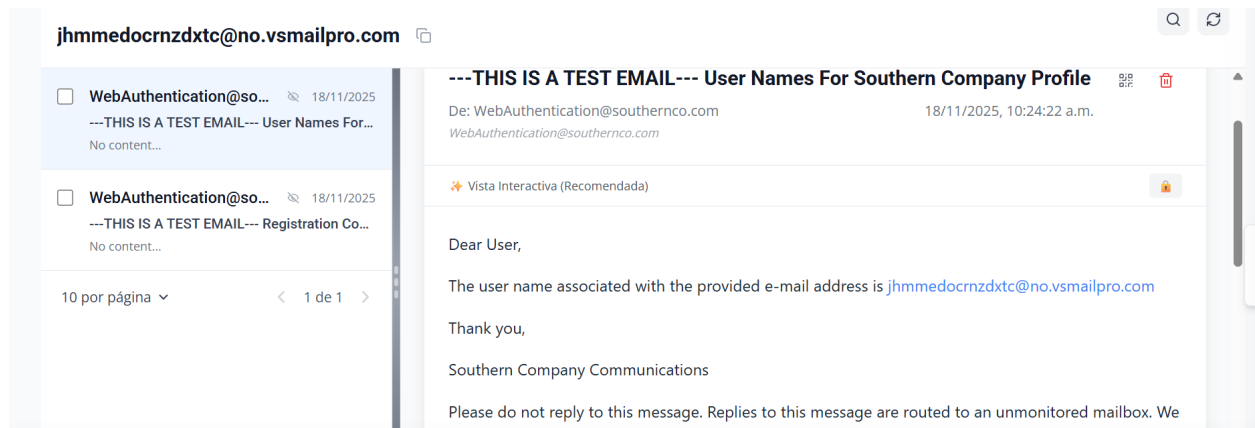 jhmmedocrnzdxtc@no.vsmailpro.com
WebAuthentication@so... 18/11/2025
---THIS IS A TEST EMAIL--- User Names For...
No content...
WebAuthentication@so... 18/11/2025
---THIS IS A TEST EMAIL--- Registration Co...
No content...
10 por página 1 de 1
---THIS IS A TEST EMAIL--- User Names For Southern Company Profile
De: WebAuthentication@southernco.com 18/11/2025, 10:24:22 a.m.
WebAuthentication@southernco.com
Vista Interactiva (Recomendada)
Dear User,
The user name associated with the provided e-mail address is jhmmedocrnzdxtc@no.vsmailpro.com
Thank you,
Southern Company Communications
Please do not reply to this message. Replies to this message are routed to an unmonitored mailbox. We